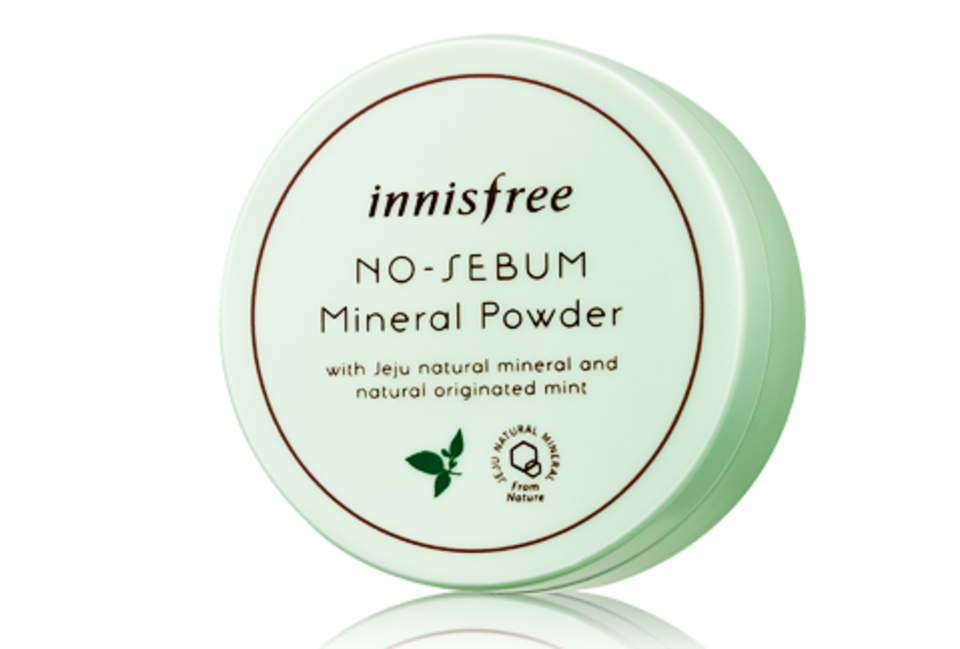 innisfree
NO-SEBUM
Mineral Powder
with Jeju natural mineral and
natural originated mint
JEJU NATURAL MINERAL
From
Nature